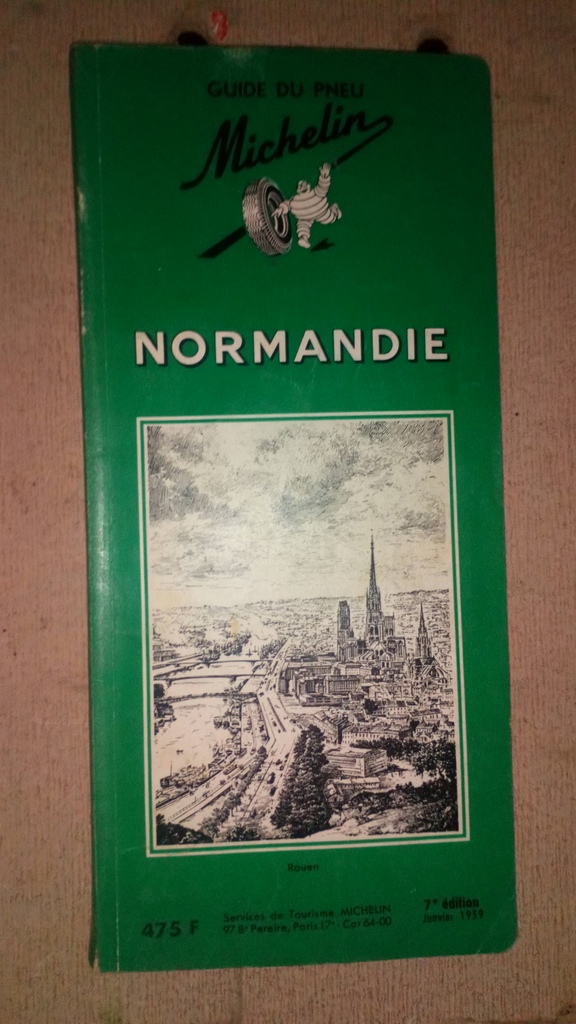 GUIDE DU PNEU
Michelin
NORMANDIE
Rouen
475 F
Services de Tourisme MICHELIN
97 Bd Pereire, Paris 17e - Car 64-00
7e édition
Janvier 1959